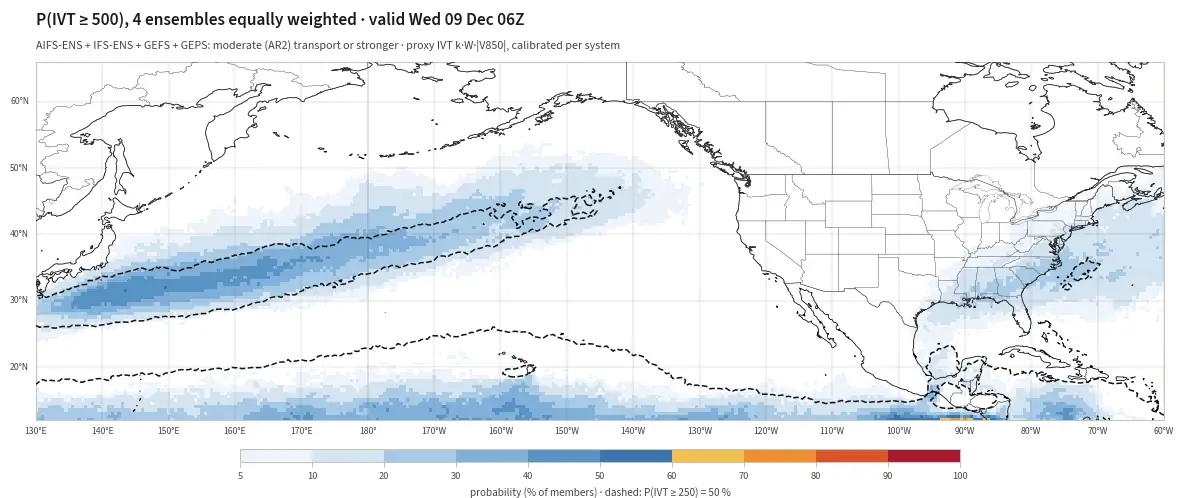 P(IVT ≥ 500), 4 ensembles equally weighted · valid Wed 09 Dec 06Z
AIFS-ENS + IFS-ENS + GEFS + GEPS: moderate (AR2) transport or stronger · proxy IVT k·W·|V850|, calibrated per system
60°N
50°N
40°N
30°N
20°N
130°E 140°E 150°E 160°E 170°E 180° 170°W 160°W 150°W 140°W 130°W 120°W 110°W 100°W 90°W 80°W 70°W 60°W
5 10 20 30 40 50 60 70 80 90 100
probability (% of members) · dashed: P(IVT ≥ 250) = 50 %